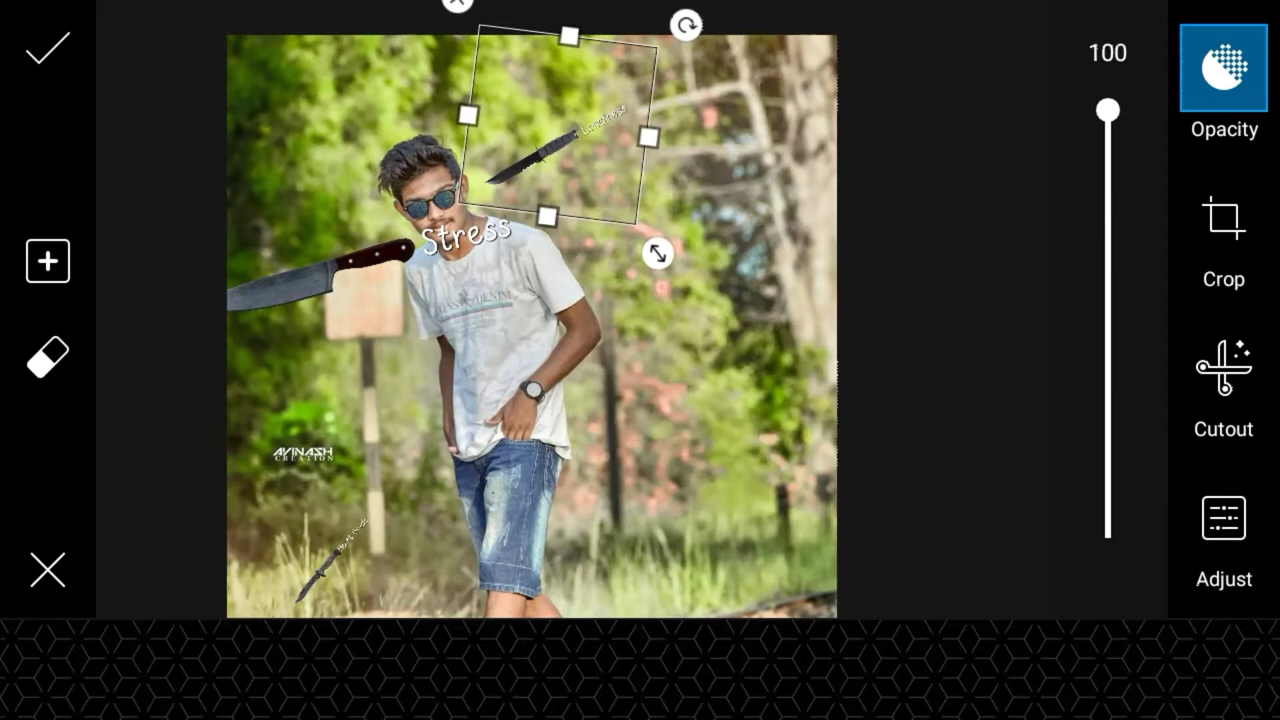 100
Opacity
Crop
Cutout
Adjust
Stress
AVINASH
CREATION